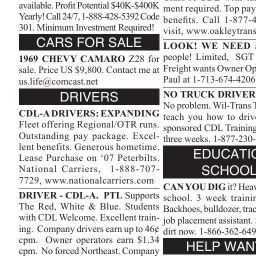 available. Profit Potential $40K-$400K
Yearly! Call 24/7, 1-888-428-5392 Code
301. Minimum Investment Required!
CARS FOR SALE
1969 CHEVY CAMARO Z28 for
sale. Price US $9,800. Contact me at
us.life@comcast.net
DRIVERS
CDL-A DRIVERS: EXPANDING
Fleet offering Regional/OTR runs.
Outstanding pay package. Excel-
lent benefits. Generous hometime.
Lease Purchase on '07 Peterbilts.
National Carriers, 1-888-707-
7729, www.nationalcarriers.com
DRIVER - CDL-A. PTL Supports
The Red, White & Blue. Students
with CDL Welcome. Excellent train-
ing. Company drivers earn up to 46¢
cpm. Owner operators earn $1.34
cpm. No forced Northeast. Company
ment required. Top pay
benefits. Call 1-877-4
visit, www.oakleytrans
LOOK! WE NEED
people! Limited, SGT
Freight wants Owner Op
Paul at 1-713-674-4206
NO TRUCK DRIVER
No problem. Wil-Trans T
teach you how to driv
sponsored CDL Training
three weeks. 1-877-230-
EDUCATIO
SCHOOL
CAN YOU DIG it? Heav
school. 3 week trainin
Backhoes, bulldozer, trac
job placement assistanc
dirt now. 1-866-362-649
HELP WAN